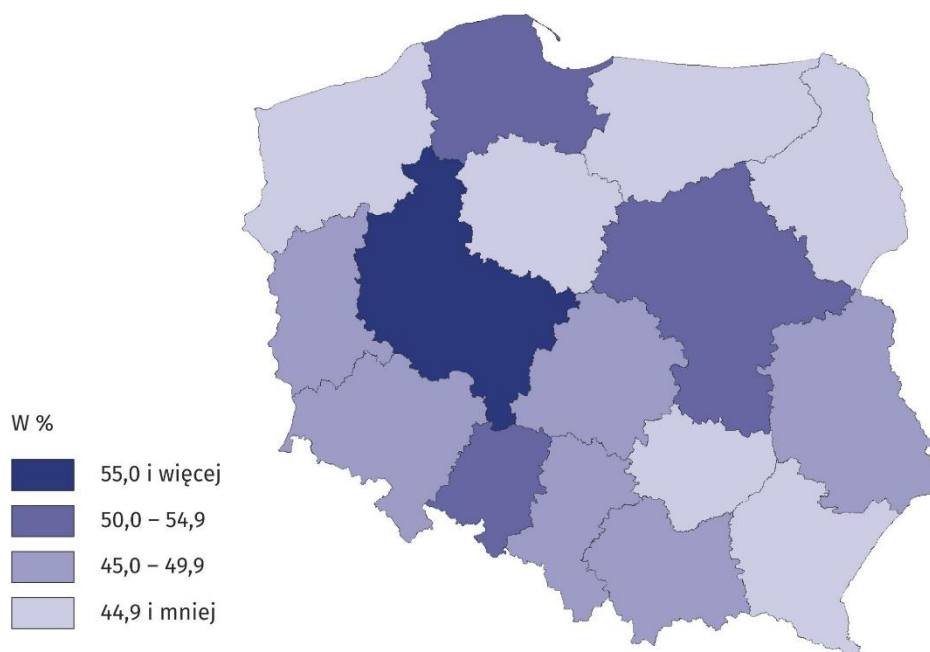 W %
55,0 i więcej
50,0 – 54,9
45,0 – 49,9
44,9 i mniej